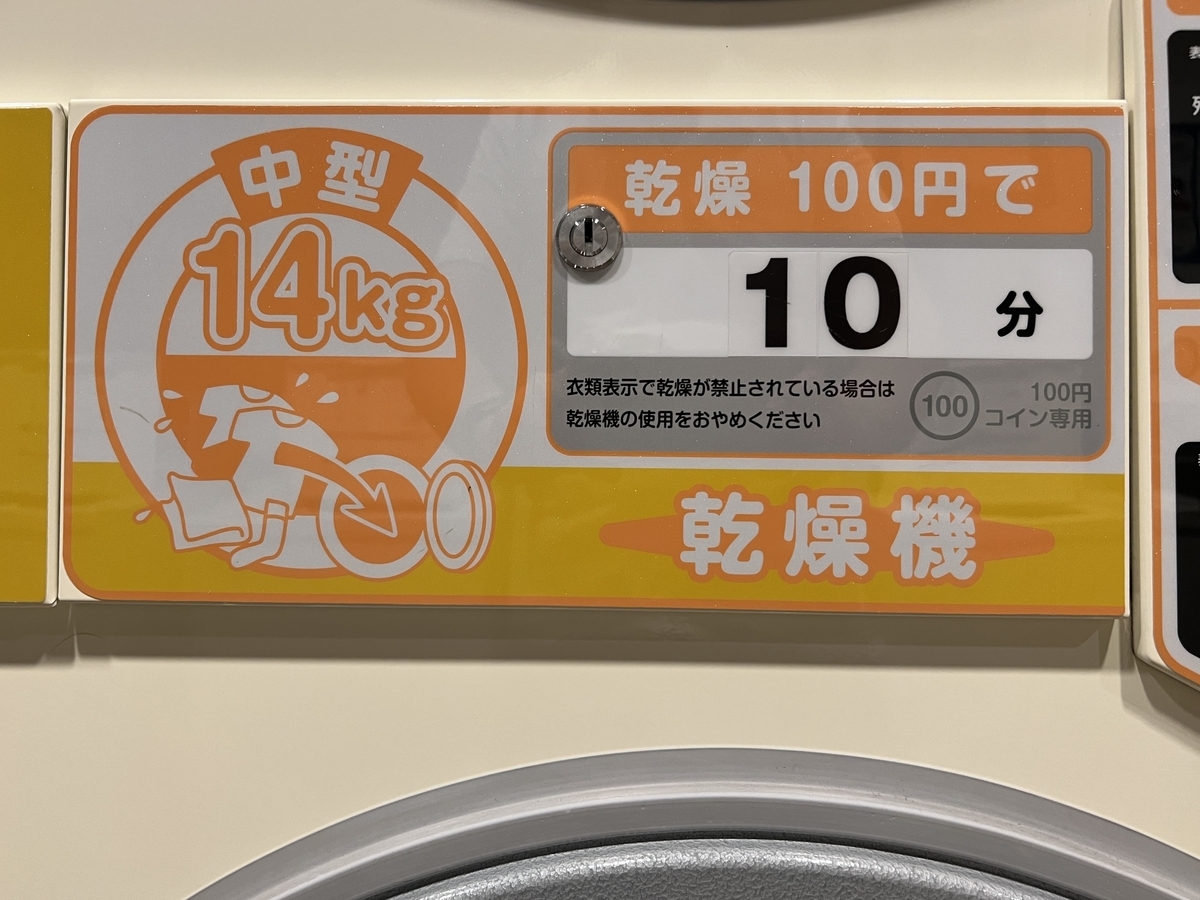 中型
14kg
乾燥 100円で
10 分
衣類表示で乾燥が禁止されている場合は
乾燥機の使用をおやめください
100
100円
コイン専用
乾燥機